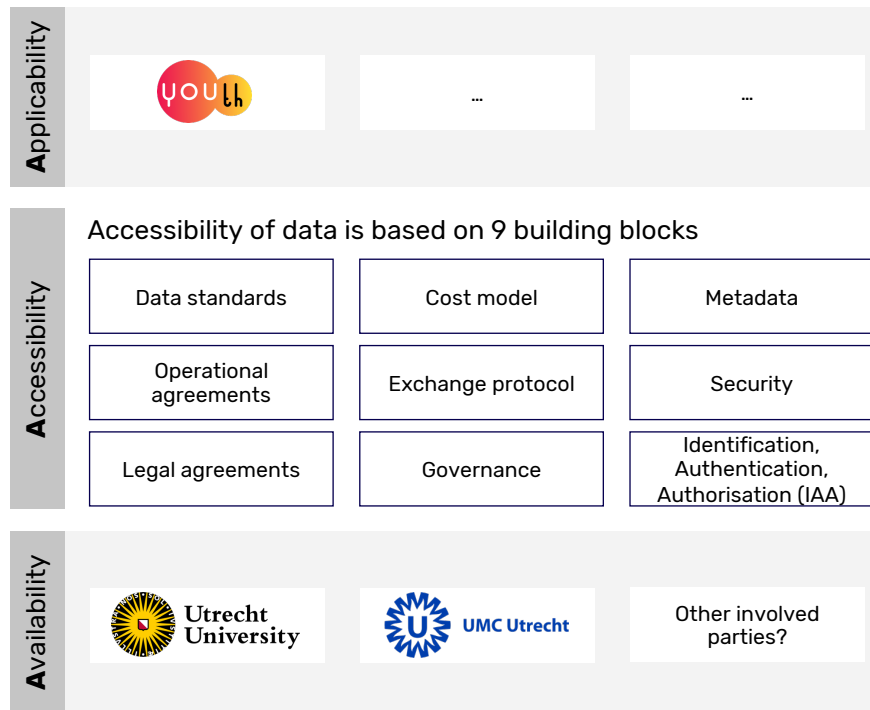 Applicability
YOUth
...
...
Accessibility
Accessibility of data is based on 9 building blocks
Data standards
Cost model
Metadata
Operational
agreements
Exchange protocol
Security
Legal agreements
Governance
Identification,
Authentication,
Authorisation (IAA)
Availability
Utrecht
University
UMC Utrecht
Other involved
parties?